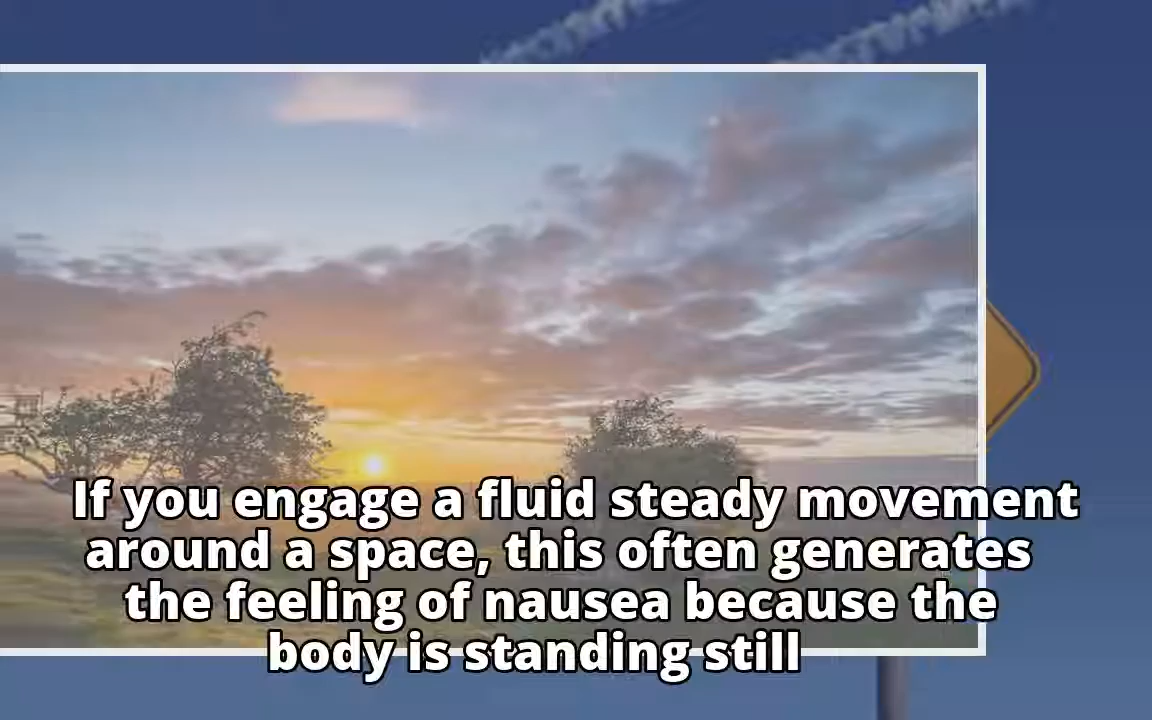 If you engage a fluid steady movement
around a space, this often generates
the feeling of nausea because the
body is standing still